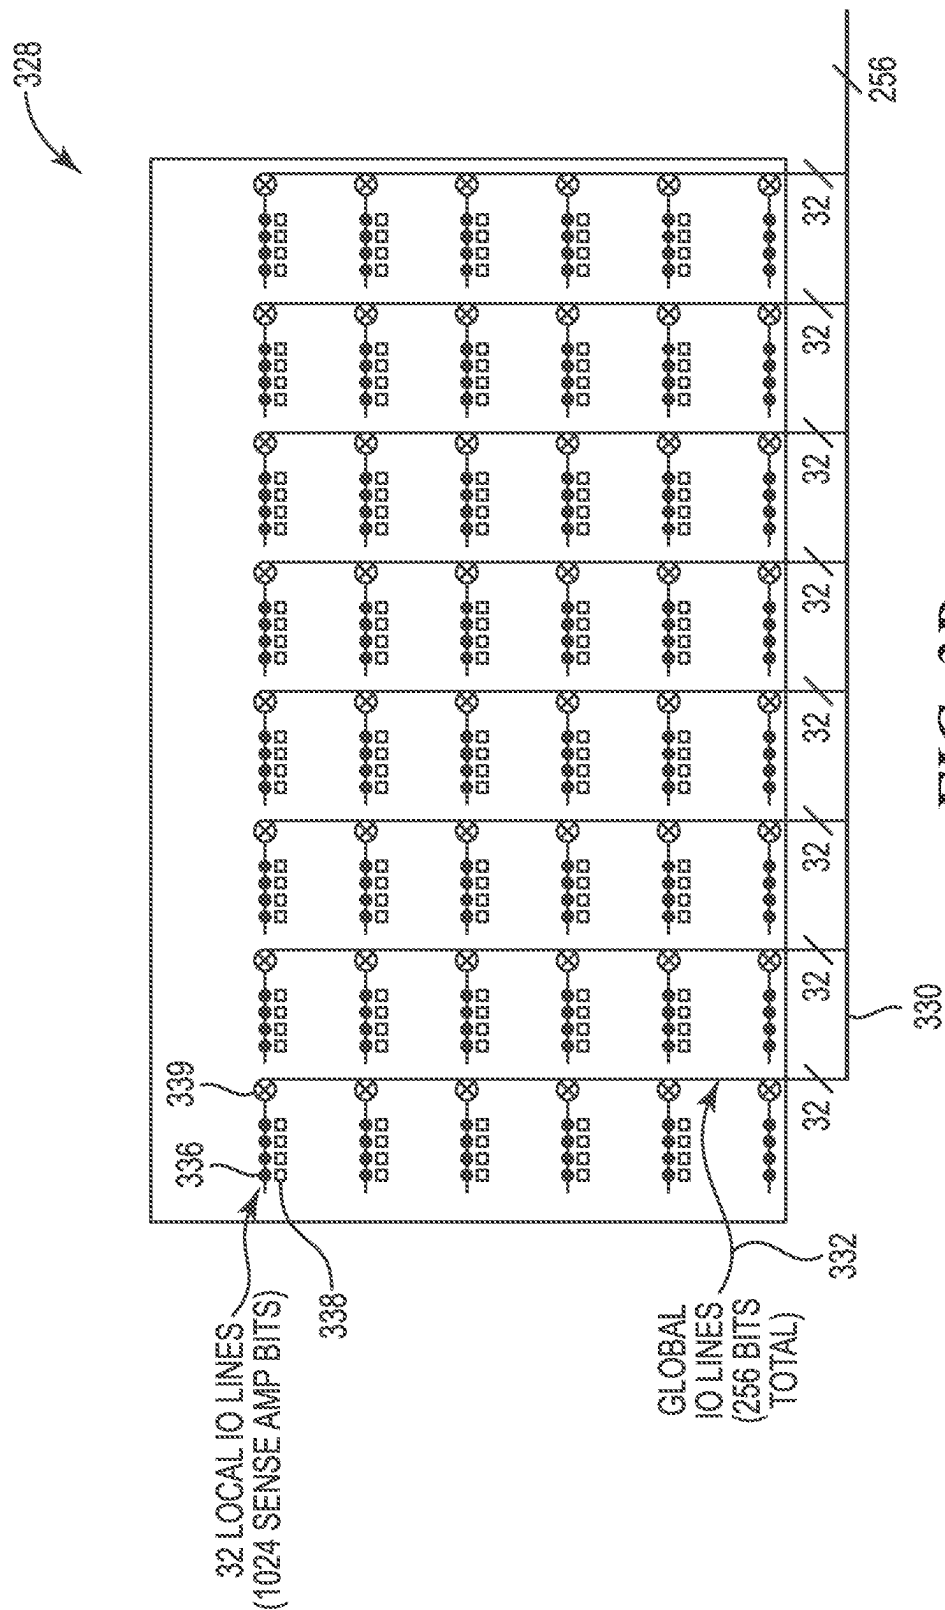 328
336
339
32 LOCAL IO LINES
(1024 SENSE AMP BITS)
338
GLOBAL
IO LINES
(256 BITS
TOTAL)
332
32
32
32
32
32
32
32
32
256
330